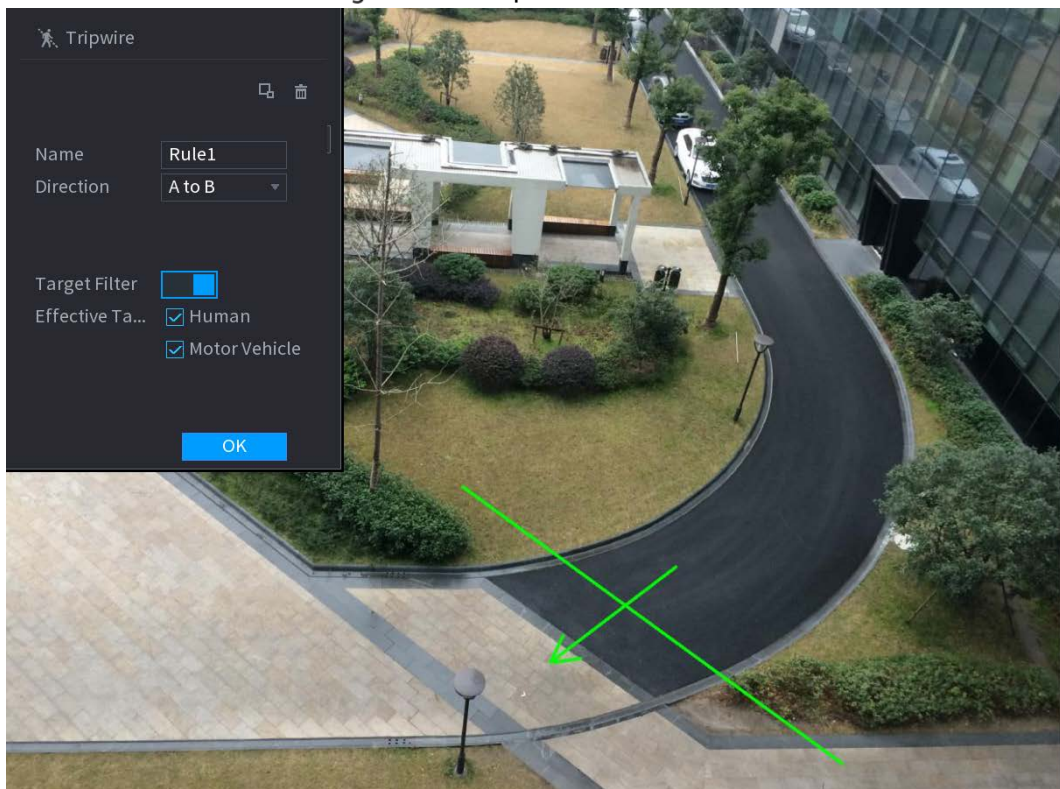 Tripwire
Name Rule1
Direction A to B
Target Filter
Effective Ta...
Human
Motor Vehicle
OK